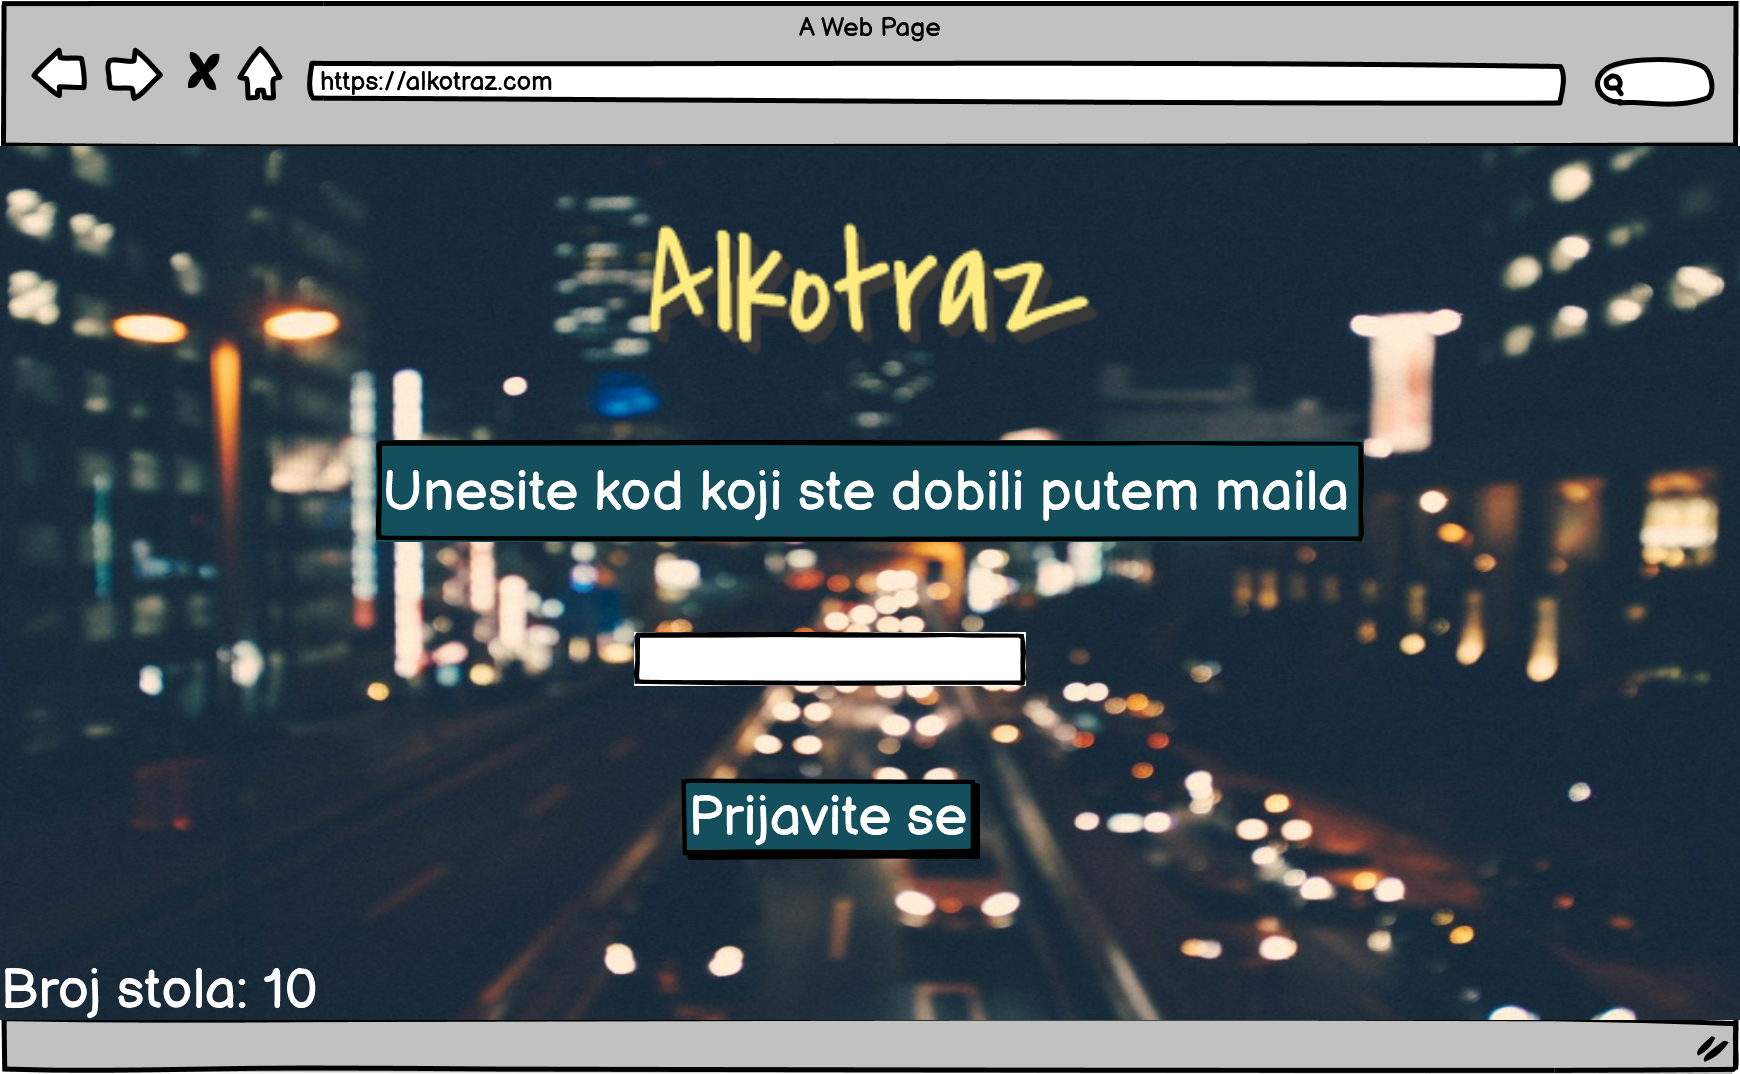 A Web Page
https://alkotraz.com
Alkotraz
Unesite kod koji ste dobili putem maila
Prijavite se
Broj stola: 10